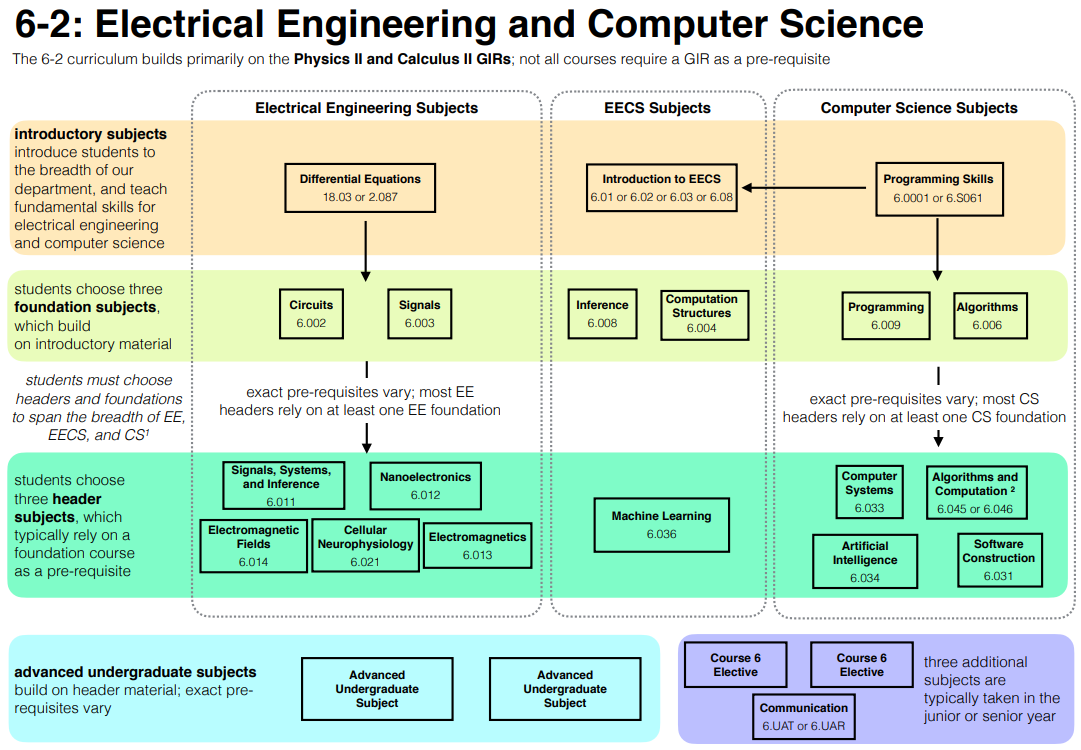 6-2: Electrical Engineering and Computer Science
The 6-2 curriculum builds primarily on the Physics II and Calculus II GIRs; not all courses require a GIR as a pre-requisite
Electrical Engineering Subjects
EECS Subjects
Computer Science Subjects
introductory subjects
introduce students to
the breadth of our
department, and teach
fundamental skills for
electrical engineering
and computer science
Differential Equations
18.03 or 2.087
Introduction to EECS
6.01 or 6.02 or 6.03 or 6.08
Programming Skills
6.0001 or 6.S061
students choose three
foundation subjects,
which build
on introductory material
Circuits
6.002
Signals
6.003
Inference
6.008
Computation
Structures
6.004
Programming
6.009
Algorithms
6.006
students must choose
headers and foundations
to span the breadth of EE,
EECS, and CS¹
exact pre-requisites vary; most EE
headers rely on at least one EE foundation
exact pre-requisites vary; most CS
headers rely on at least one CS foundation
students choose
three header
subjects, which
typically rely on a
foundation course
as a pre-requisite
Signals, Systems,
and Inference
6.011
Nanoelectronics
6.012
Electromagnetic
Fields
6.014
Cellular
Neurophysiology
6.021
Electromagnetics
6.013
Machine Learning
6.036
Computer
Systems
6.033
Algorithms and
Computation ²
6.045 or 6.046
Artificial
Intelligence
6.034
Software
Construction
6.031
advanced undergraduate subjects
build on header material; exact pre-
requisites vary
Advanced
Undergraduate
Subject
Advanced
Undergraduate
Subject
Course 6
Elective
Course 6
Elective
Communication
6.UAT or 6.UAR
three additional
subjects are
typically taken in the
junior or senior year